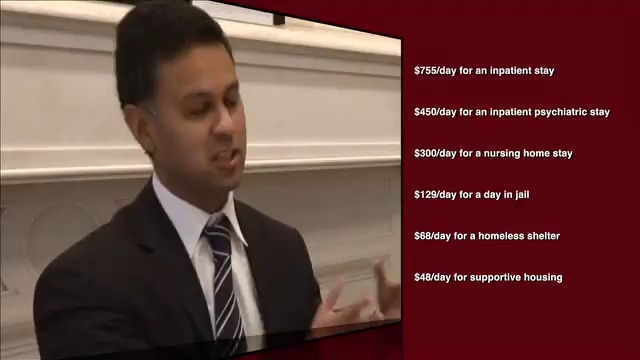 $755/day for an inpatient stay
$450/day for an inpatient psychiatric stay
$300/day for a nursing home stay
$129/day for a day in jail
$68/day for a homeless shelter
$48/day for supportive housing